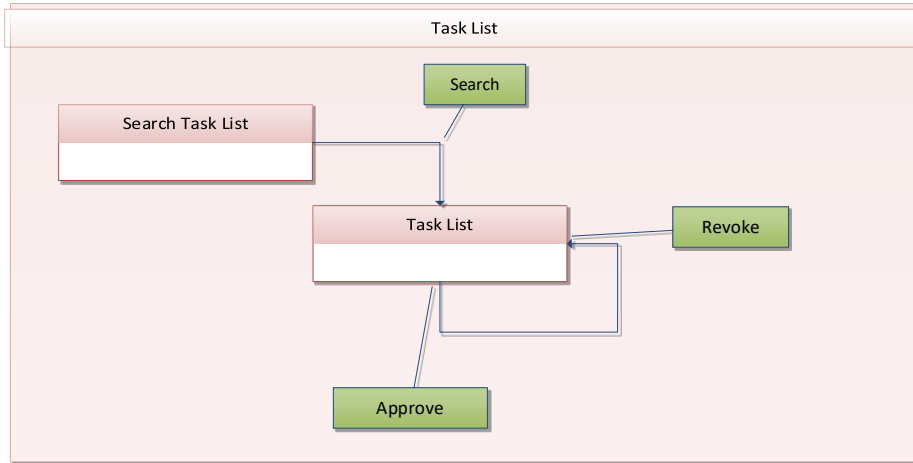 Task List
Search
Search Task List
Task List
Revoke
Approve